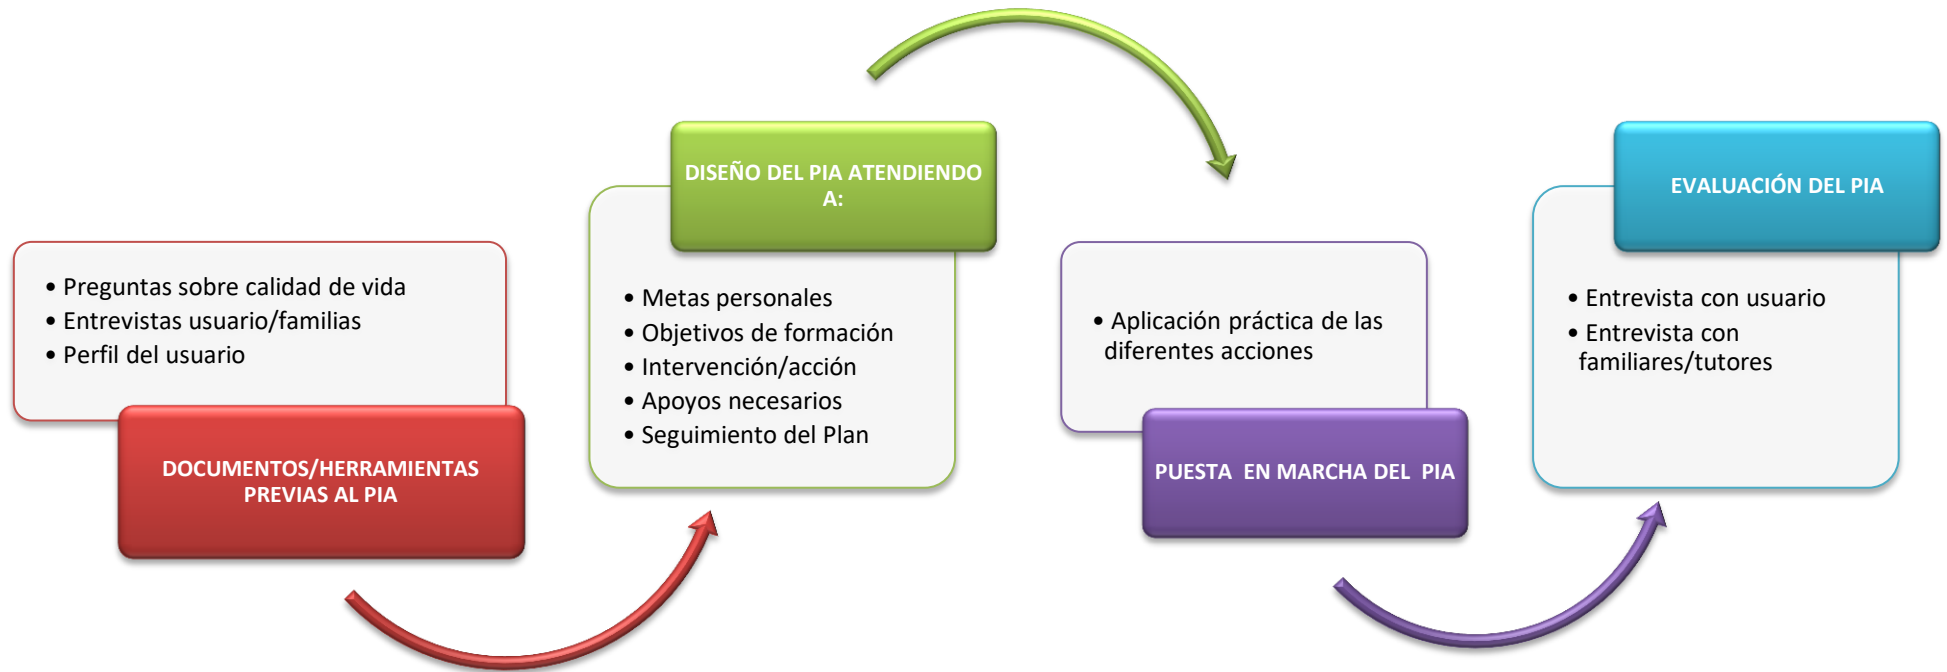 • Preguntas sobre calidad de vida
• Entrevistas usuario/familias
• Perfil del usuario
DOCUMENTOS/HERRAMIENTAS
PREVIAS AL PIA
DISEÑO DEL PIA ATENDIENDO
A:
• Metas personales
• Objetivos de formación
• Intervención/acción
• Apoyos necesarios
• Seguimiento del Plan
• Aplicación práctica de las
diferentes acciones
PUESTA EN MARCHA DEL PIA
EVALUACIÓN DEL PIA
• Entrevista con usuario
• Entrevista con
familiares/tutores